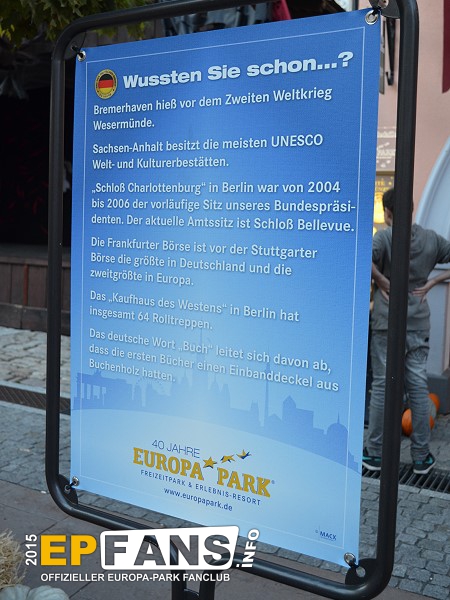 Wussten Sie schon...?
Bremerhaven hieß vor dem Zweiten Weltkrieg
Wesermünde.
Sachsen-Anhalt besitzt die meisten UNESCO
Welt- und Kulturerbestätten.
„Schloß Charlottenburg“ in Berlin war von 2004
bis 2006 der vorläufige Sitz unseres Bundespräsi-
denten. Der aktuelle Amtssitz ist Schloß Bellevue.
Die Frankfurter Börse ist vor der Stuttgarter
Börse die größte in Deutschland und die
zweitgrößte in Europa.
Das „Kaufhaus des Westens“ in Berlin hat
insgesamt 64 Rolltreppen.
Das deutsche Wort „Buch“ leitet sich davon ab,
dass die ersten Bücher einen Einbanddeckel aus
Buchenholz hatten.
40 JAHRE
EUROPA PARK®
FREIZEITPARK & ERLEBNIS-RESORT
www.europapark.de
© MACK
2015 EPFANS.INFO
OFFIZIELLER EUROPA-PARK FANCLUB